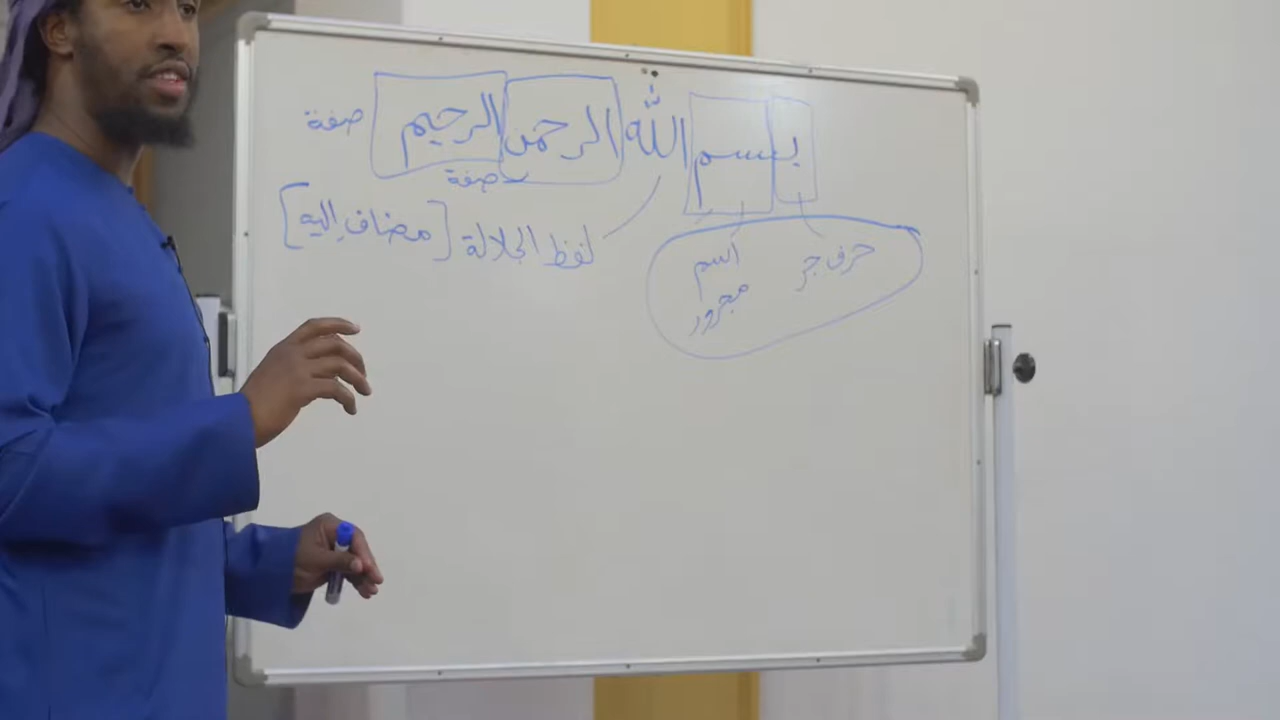 بسم الله الرحمن الرحيم صفة
صفة
لفظ الجلالة [مضاف إليه]
حرف جر اسم
مجرور